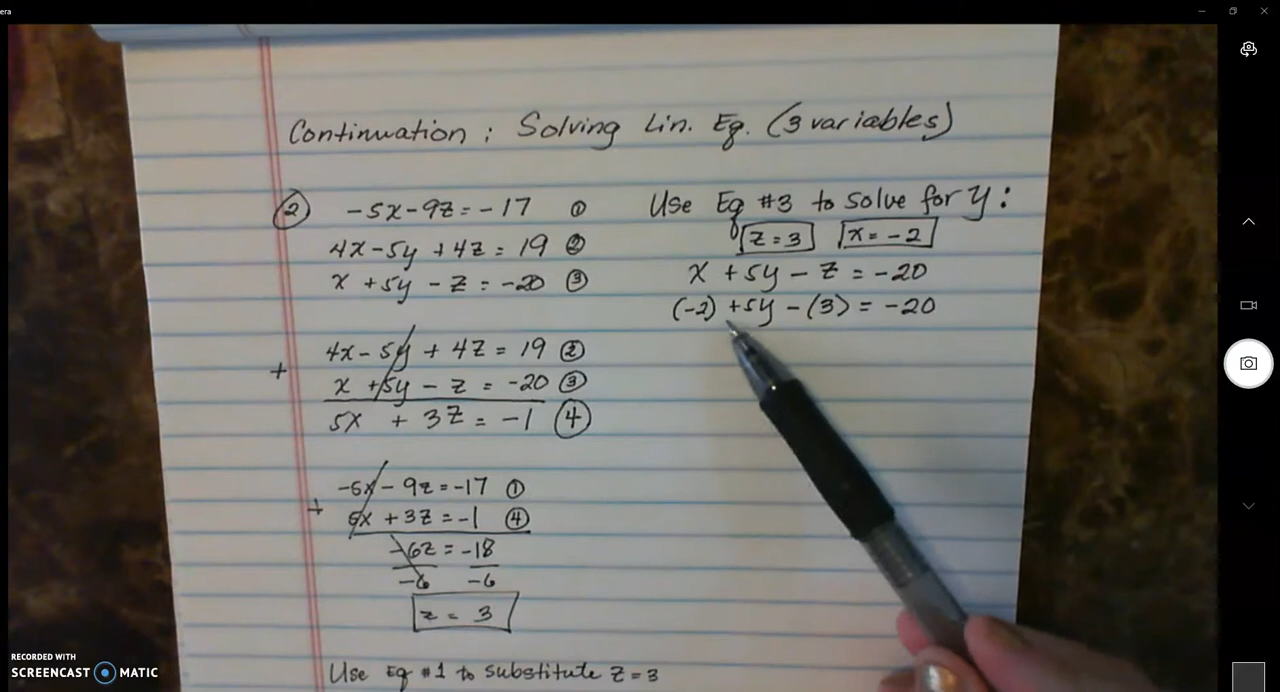 era
Continuation : Solving Lin. Eq. (3 variables)
② -5x-9z=-17 ①
4x-5y+4z=19 ②
x+5y-z=-20 ③
4x-5y+4z=19 ②
+ x+5y-z=-20 ③
5x+3z=-1 ④
-5x-9z=-17 ①
+ 5x+3z=-1 ④
-6z=-18
-6 -6
z=3
Use Eq #1 to substitute z=3
Use Eq #3 to solve for y:
z=3 x=-2
x+5y-z=-20
(-2)+5y-(3)=-20
RECORDED WITH
SCREENCAST MATIC